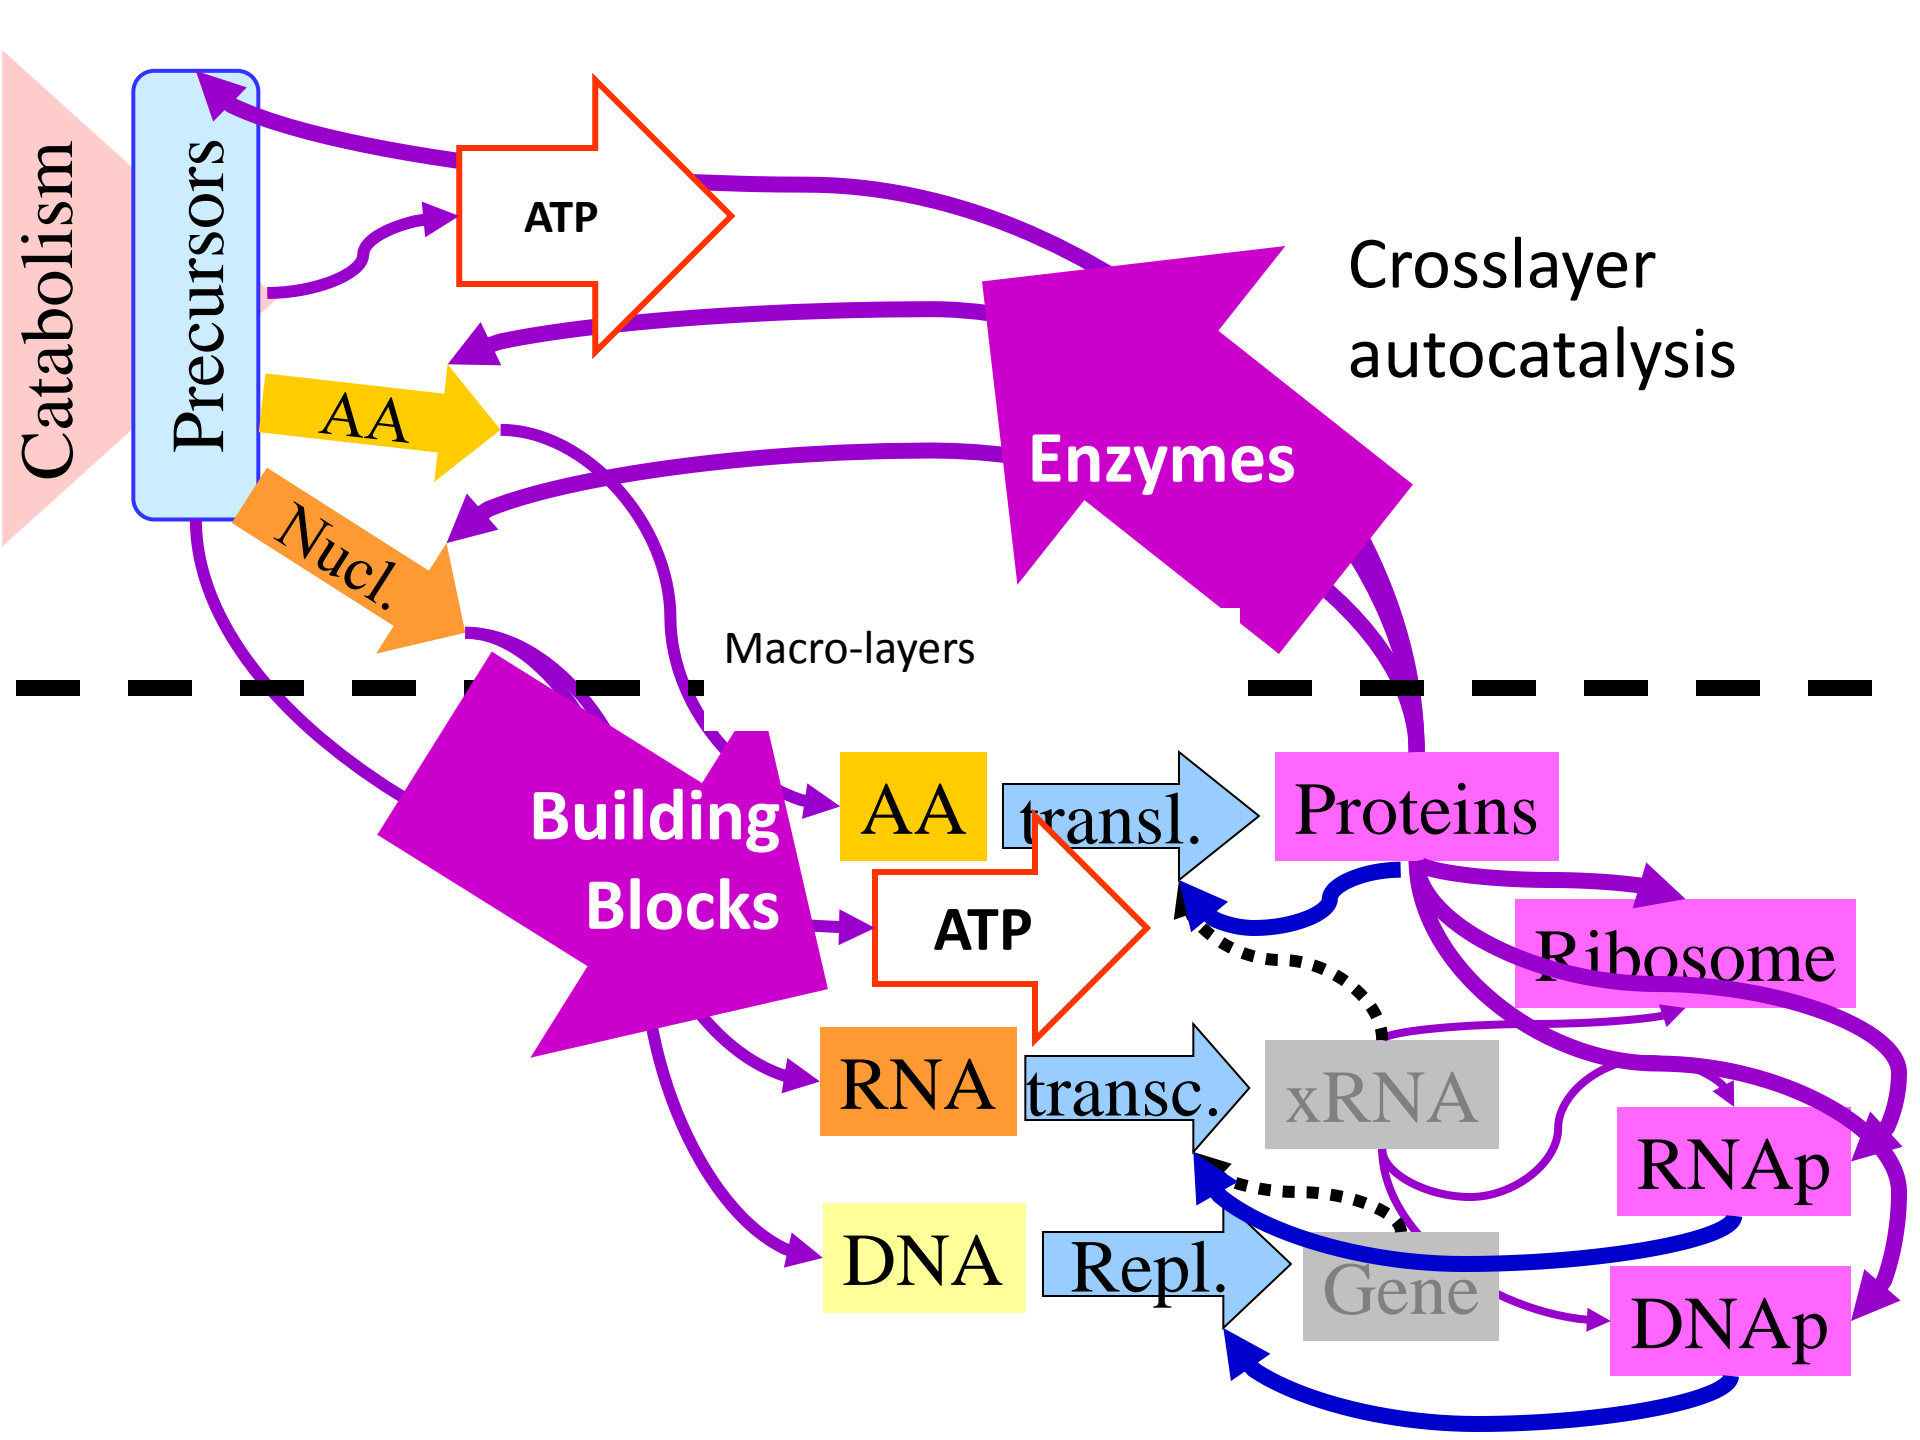 Catabolism
Precursors
ATP
Crosslayer
autocatalysis
AA
Enzymes
Nucl.
Macro-layers
Building
Blocks
AA
transl.
Proteins
ATP
Ribosome
RNA
transc.
xRNA
RNAp
DNA
Repl.
Gene
DNAp